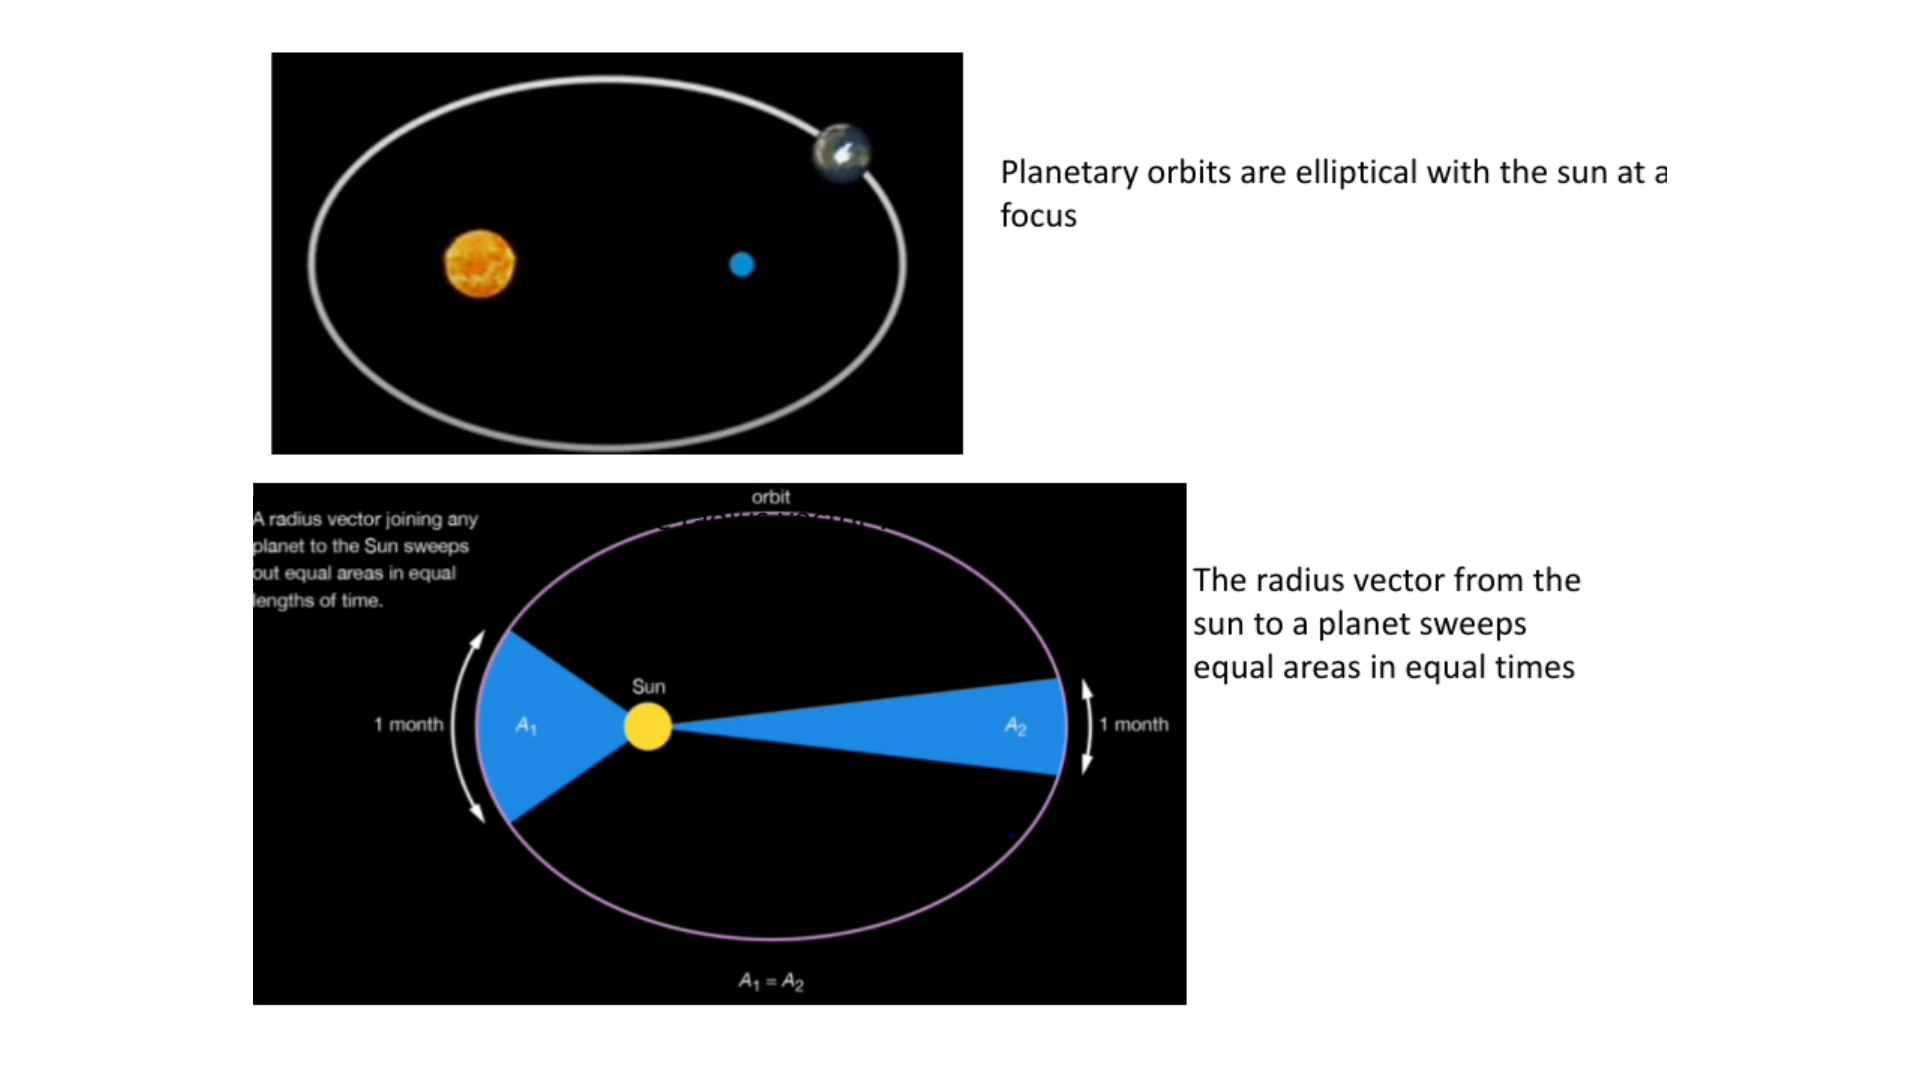 Planetary orbits are elliptical with the sun at a
focus
orbit
A radius vector joining any
planet to the Sun sweeps
out equal areas in equal
lengths of time.
The radius vector from the
sun to a planet sweeps
equal areas in equal times
Sun
1 month
A₁
A₂
1 month
A₁ = A₂